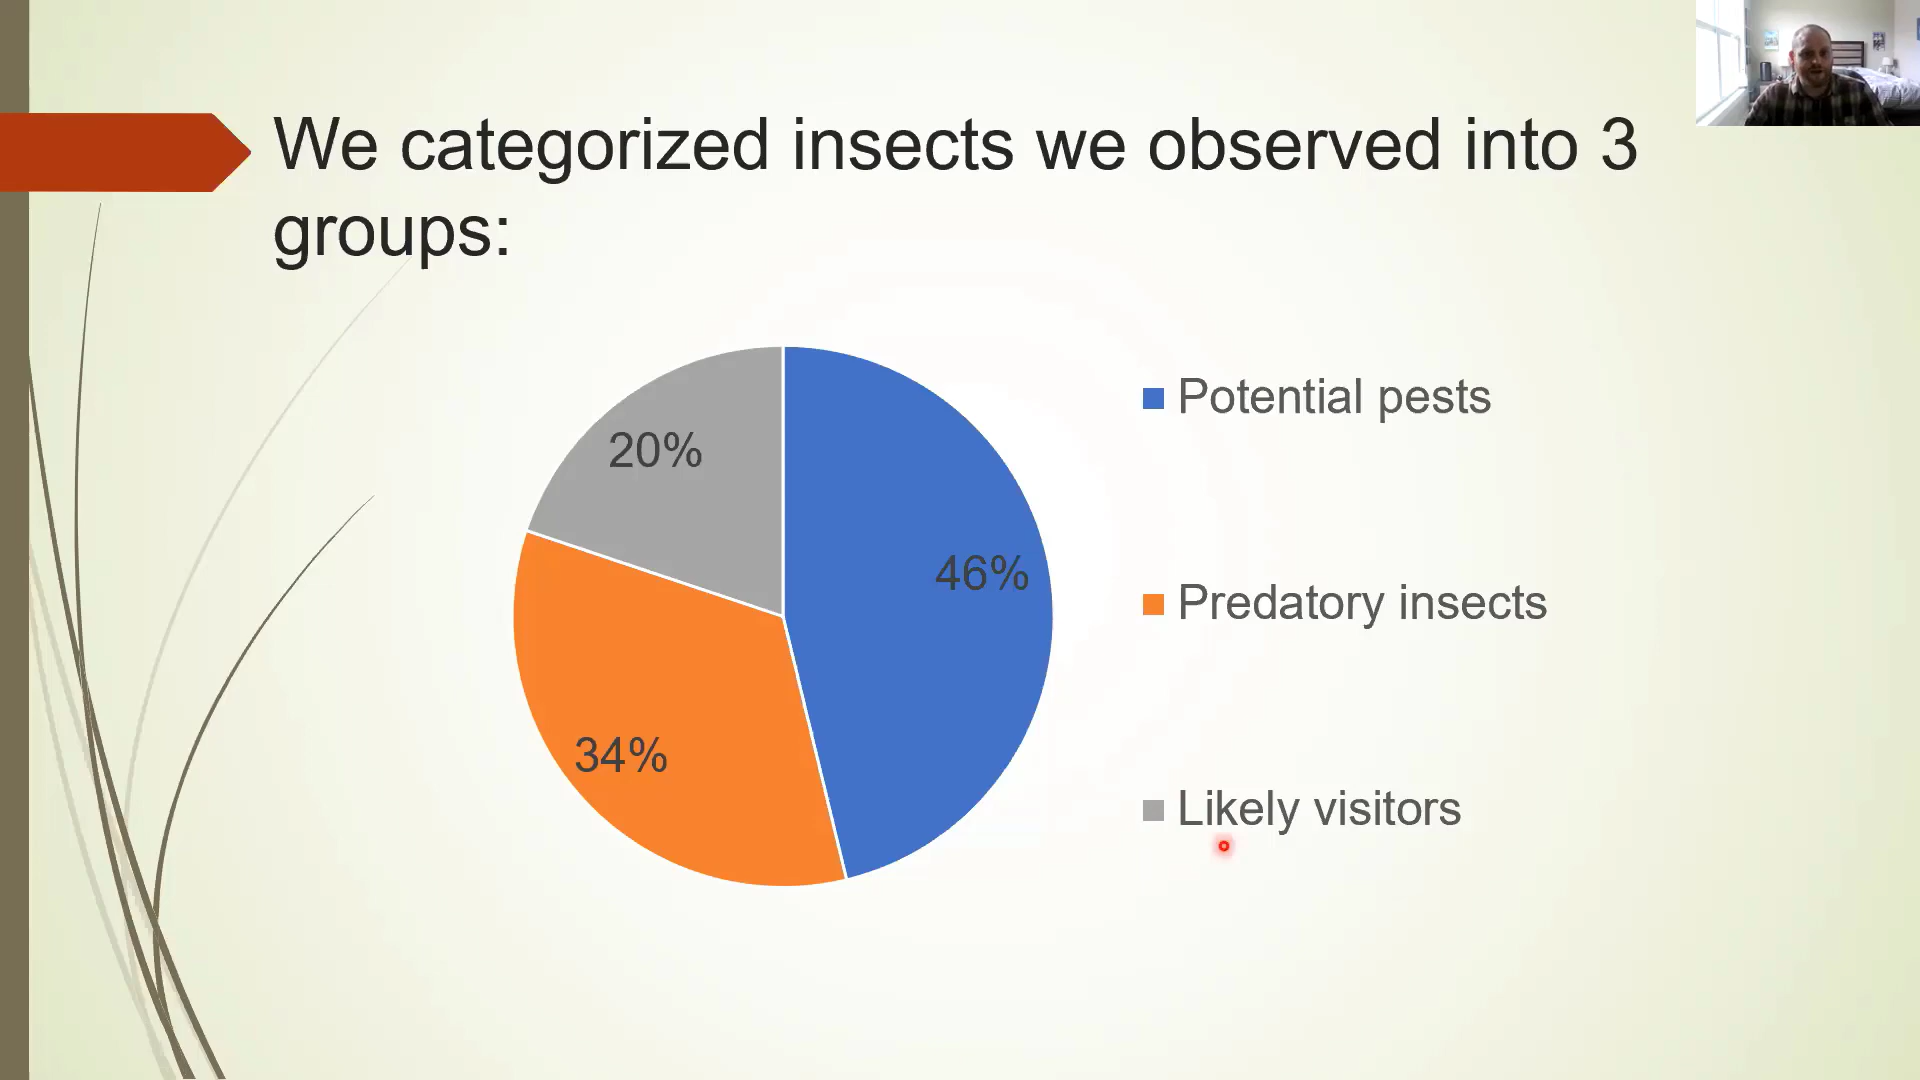 We categorized insects we observed into 3
groups:
20%
46%
34%
Potential pests
Predatory insects
Likely visitors